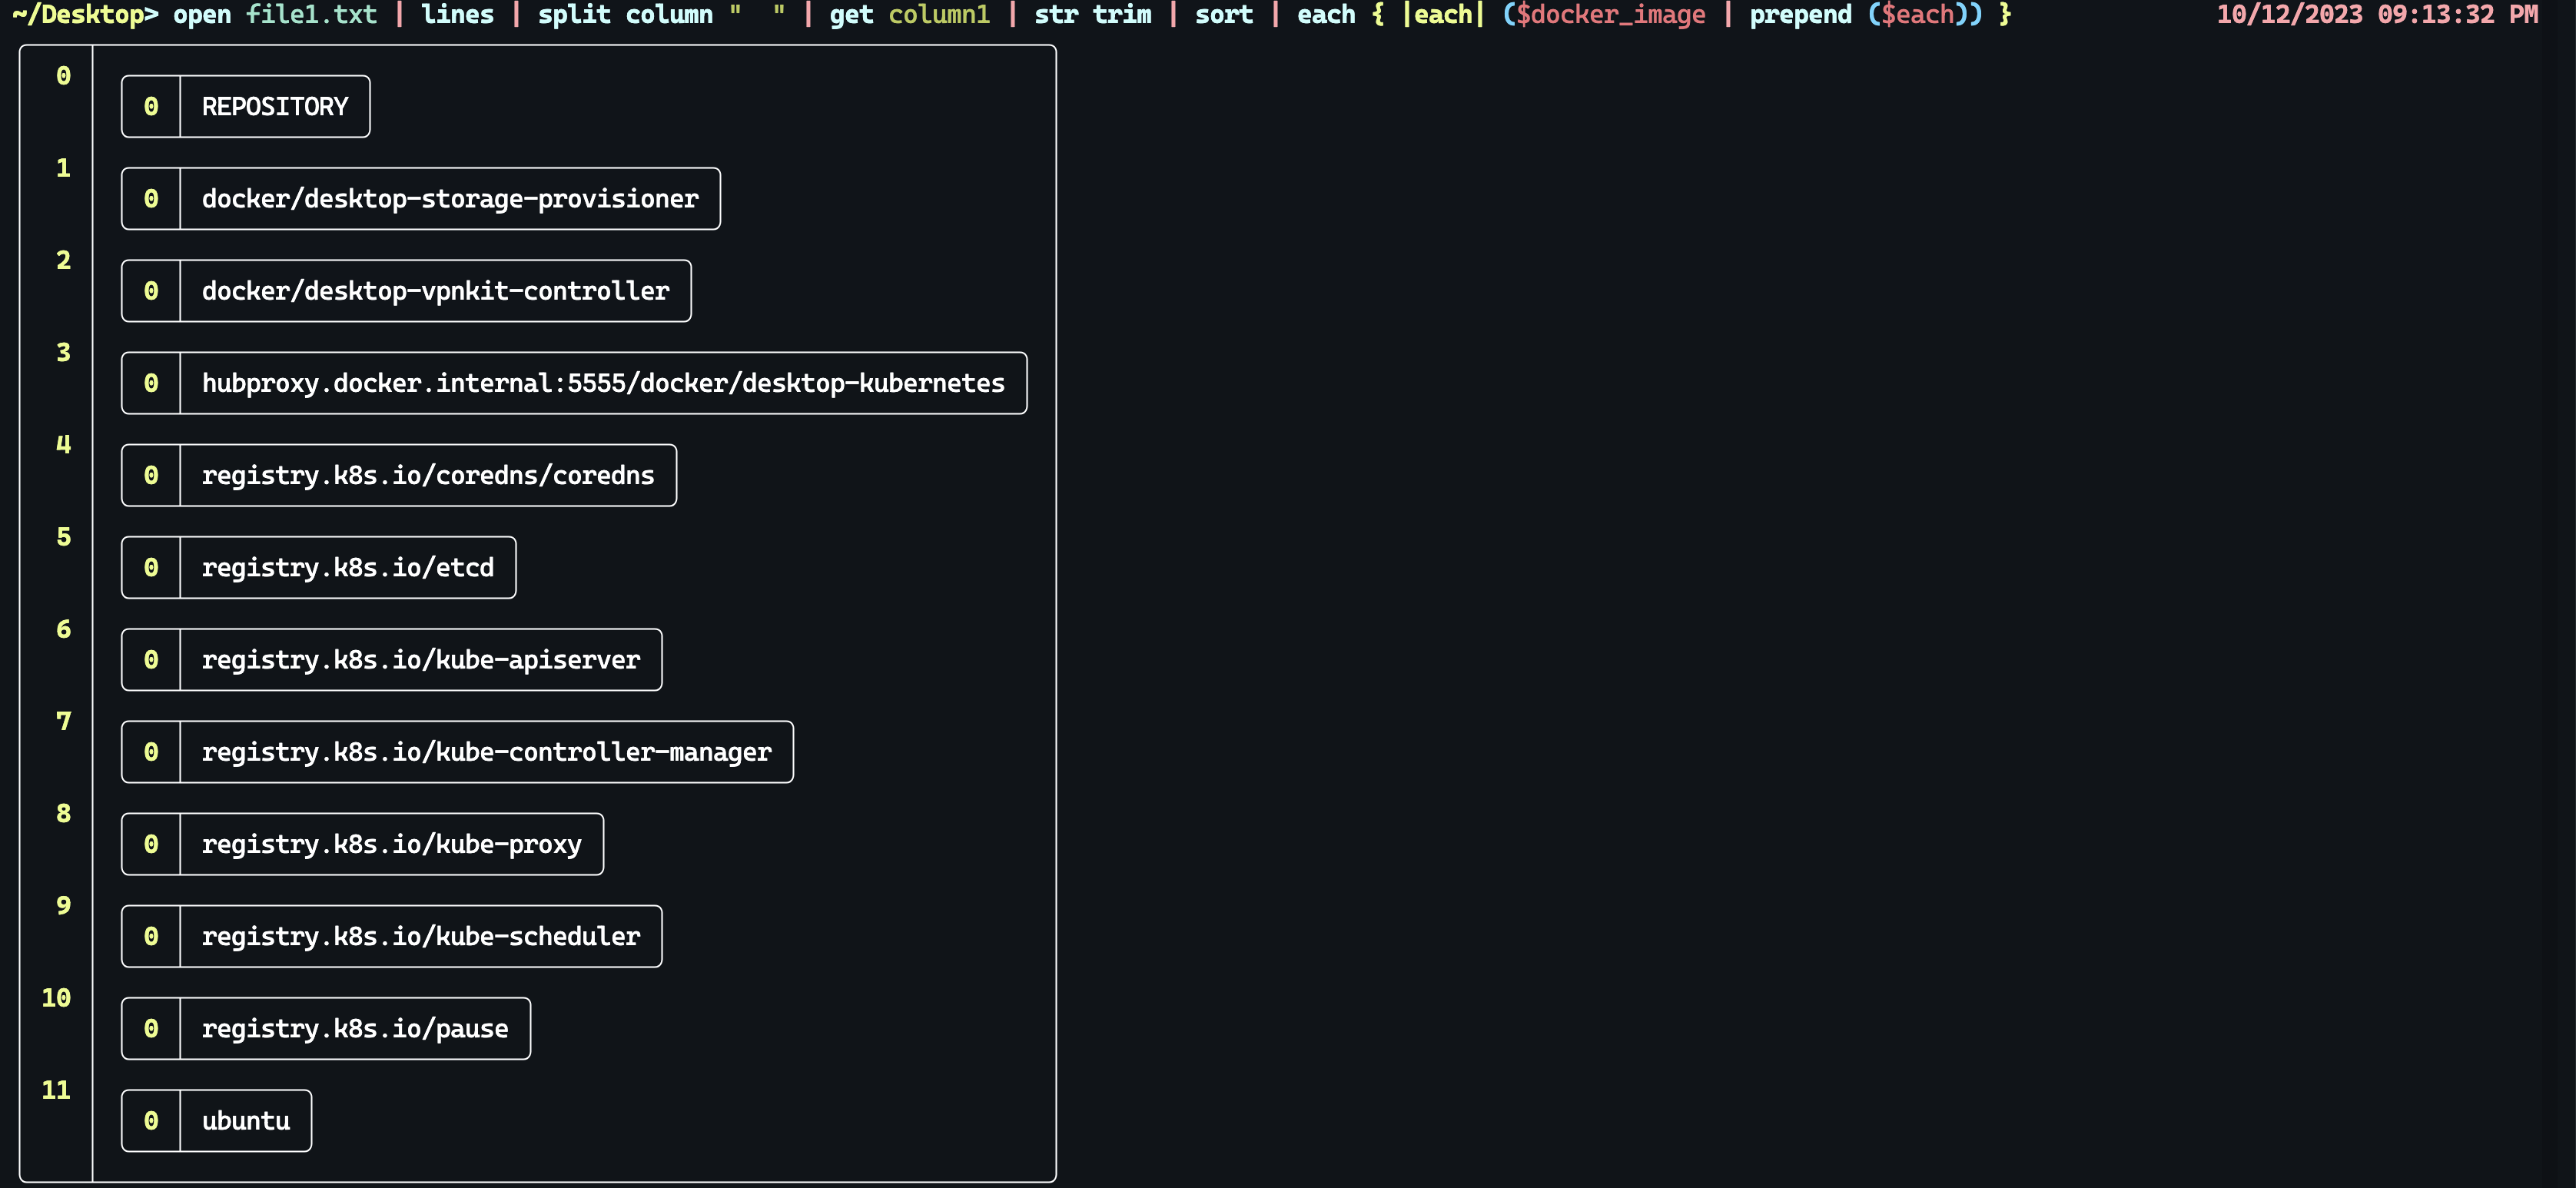 ~/Desktop> open file1.txt | lines | split column "  " | get column1 | str trim | sort | each { |each| ($docker_image | prepend ($each)) } 10/12/2023 09:13:32 PM
0
0 REPOSITORY
1
0 docker/desktop-storage-provisioner
2
0 docker/desktop-vpnkit-controller
3
0 hubproxy.docker.internal:5555/docker/desktop-kubernetes
4
0 registry.k8s.io/coredns/coredns
5
0 registry.k8s.io/etcd
6
0 registry.k8s.io/kube-apiserver
7
0 registry.k8s.io/kube-controller-manager
8
0 registry.k8s.io/kube-proxy
9
0 registry.k8s.io/kube-scheduler
10
0 registry.k8s.io/pause
11
0 ubuntu